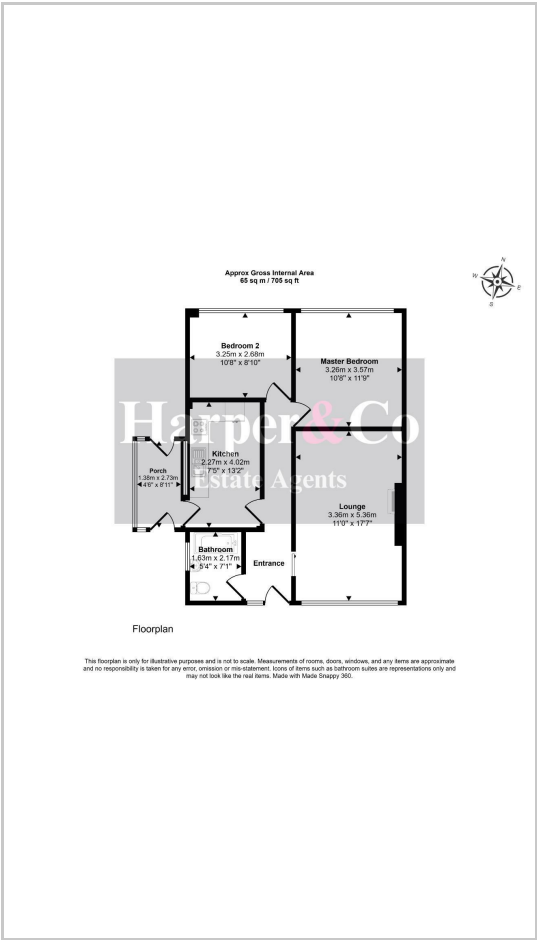 Approx Gross Internal Area
65 sq m / 705 sq ft
N
W
E
S
Bedroom 2
3.25m x 2.68m
10'8" x 8'10"
Master Bedroom
3.26m x 3.57m
10'8" x 11'9"
Harper&Co
Estate Agents
Kitchen
2.27m x 4.02m
7'5" x 13'2"
Porch
1.38m x 2.73m
4'6" x 8'11"
Lounge
3.36m x 5.36m
11'0" x 17'7"
Bathroom
1.63m x 2.17m
5'4" x 7'1"
Entrance
Floorplan
This floorplan is only for illustrative purposes and is not to scale. Measurements of rooms, doors, windows, and any items are approximate
and no responsibility is taken for any error, omission or mis-statement. Icons of items such as bathroom suites are representations only and
may not look like the real items. Made with Made Snappy 360.